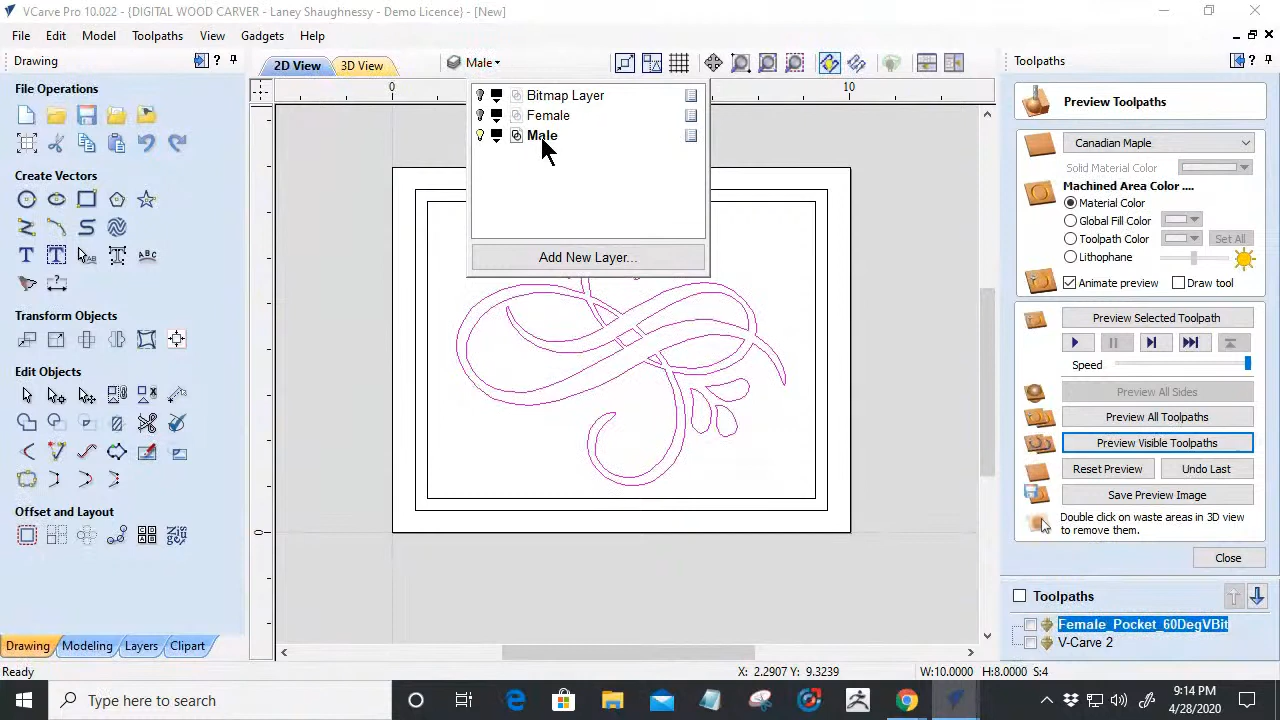 VCarve Pro 10.022 - {DIGITAL WOOD CARVER - Laney Shaughnessy - Demo Licence} - [New]
File Edit Model Toolpaths View Gadgets Help
Drawing
File Operations
Create Vectors
Transform Objects
Edit Objects
Offset and Layout
Drawing Modeling Layers Clipart
Ready
2D View 3D View
Male
0 10
Bitmap Layer
Female
Male
Add New Layer...
0
X: 2.2907 Y: 9.3239 W:10.0000 H:8.0000 S:4
Toolpaths
Preview Toolpaths
Canadian Maple
Solid Material Color
Machined Area Color ....
Material Color
Global Fill Color
Toolpath Color Set All
Lithophane
Animate preview Draw tool
Preview Selected Toolpath
Speed
Preview All Sides
Preview All Toolpaths
Preview Visible Toolpaths
Reset Preview Undo Last
Save Preview Image
Double click on waste areas in 3D view
to remove them.
Close
Toolpaths
Female_Pocket_60DegVBit
V-Carve 2
Type here to search
9:14 PM
4/28/2020